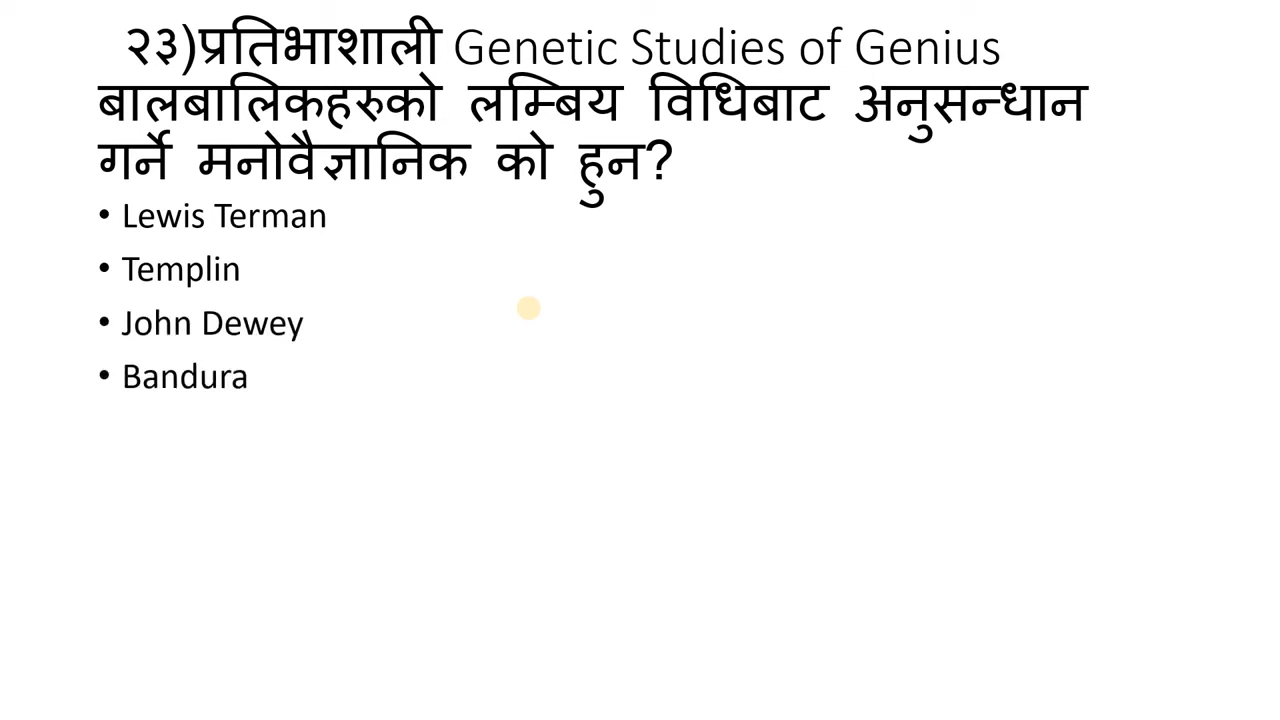 २३)प्रतिभाशाली Genetic Studies of Genius
बालबालिकहरुको लम्बिय विधिबाट अनुसन्धान
गर्ने मनोवैज्ञानिक को हुन?
• Lewis Terman
• Templin
• John Dewey
• Bandura